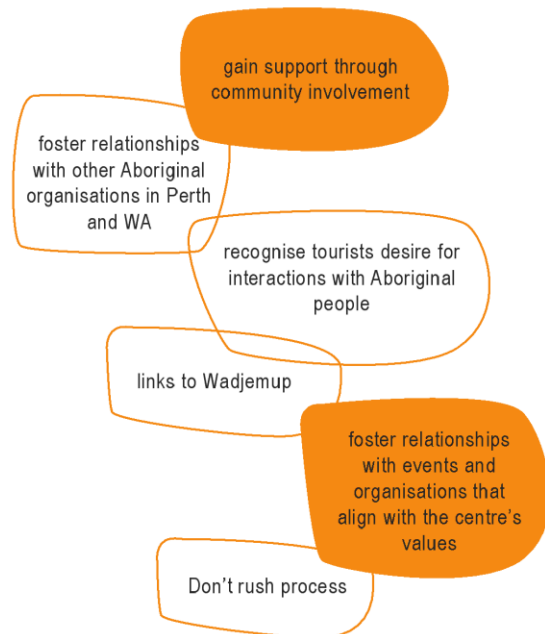 gain support through
community involvement
foster relationships
with other Aboriginal
organisations in Perth
and WA
recognise tourists desire for
interactions with Aboriginal
people
links to Wadjemup
foster relationships
with events and
organisations that
align with the centre's
values
Don't rush process